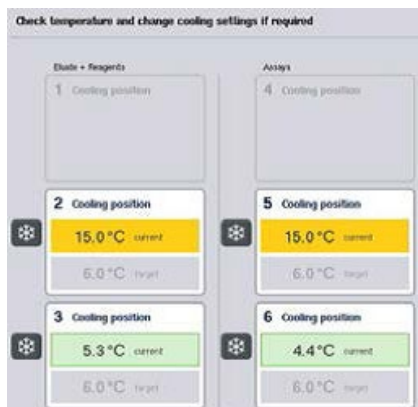 Check temperature and change cooling settings if required
Eluate + Reagents
Assays
1 Cooling position
4 Cooling position
2 Cooling position
5 Cooling position
15.0 °C current
15.0 °C current
6.0 °C target
6.0 °C target
3 Cooling position
6 Cooling position
5.3 °C current
4.4 °C current
6.0 °C target
6.0 °C target